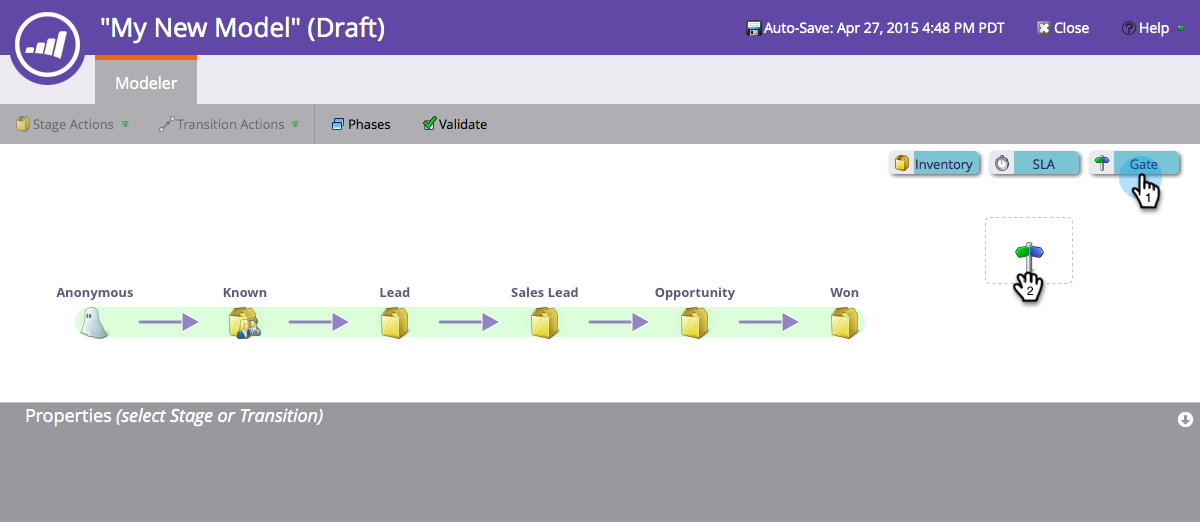 "My New Model" (Draft)
Auto-Save: Apr 27, 2015 4:48 PM PDT
Close
Help
Modeler
Stage Actions
Transition Actions
Phases
Validate
Inventory
SLA
Gate
1
2
Anonymous
Known
Lead
Sales Lead
Opportunity
Won
Properties (select Stage or Transition)